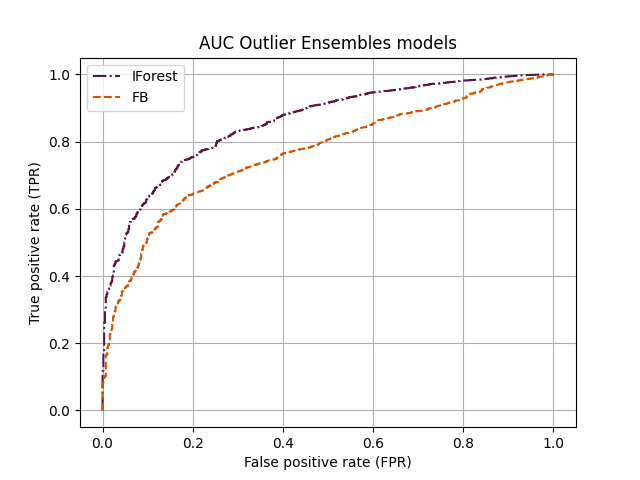 AUC Outlier Ensembles models
IForest
FB
True positive rate (TPR)
1.0
0.8
0.6
0.4
0.2
0.0
0.0 0.2 0.4 0.6 0.8 1.0
False positive rate (FPR)